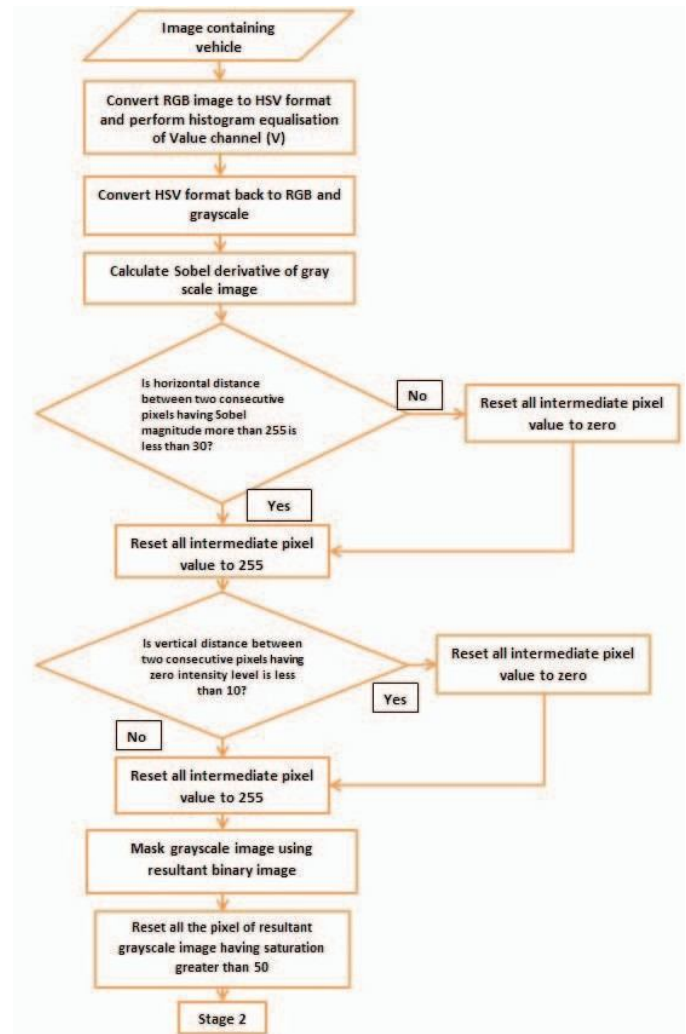 Image containing
vehicle
Convert RGB image to HSV format
and perform histogram equalisation
of Value channel (V)
Convert HSV format back to RGB and
grayscale
Calculate Sobel derivative of gray
scale image
Is horizontal distance
between two consecutive
pixels having Sobel
magnitude more than 255 is
less than 30?
No
Reset all intermediate pixel
value to zero
Yes
Reset all intermediate pixel
value to 255
Is vertical distance between
two consecutive pixels having
zero intensity level is less
than 10?
Yes
Reset all intermediate pixel
value to zero
No
Reset all intermediate pixel
value to 255
Mask grayscale image using
resultant binary image
Reset all the pixel of resultant
grayscale image having saturation
greater than 50
Stage 2